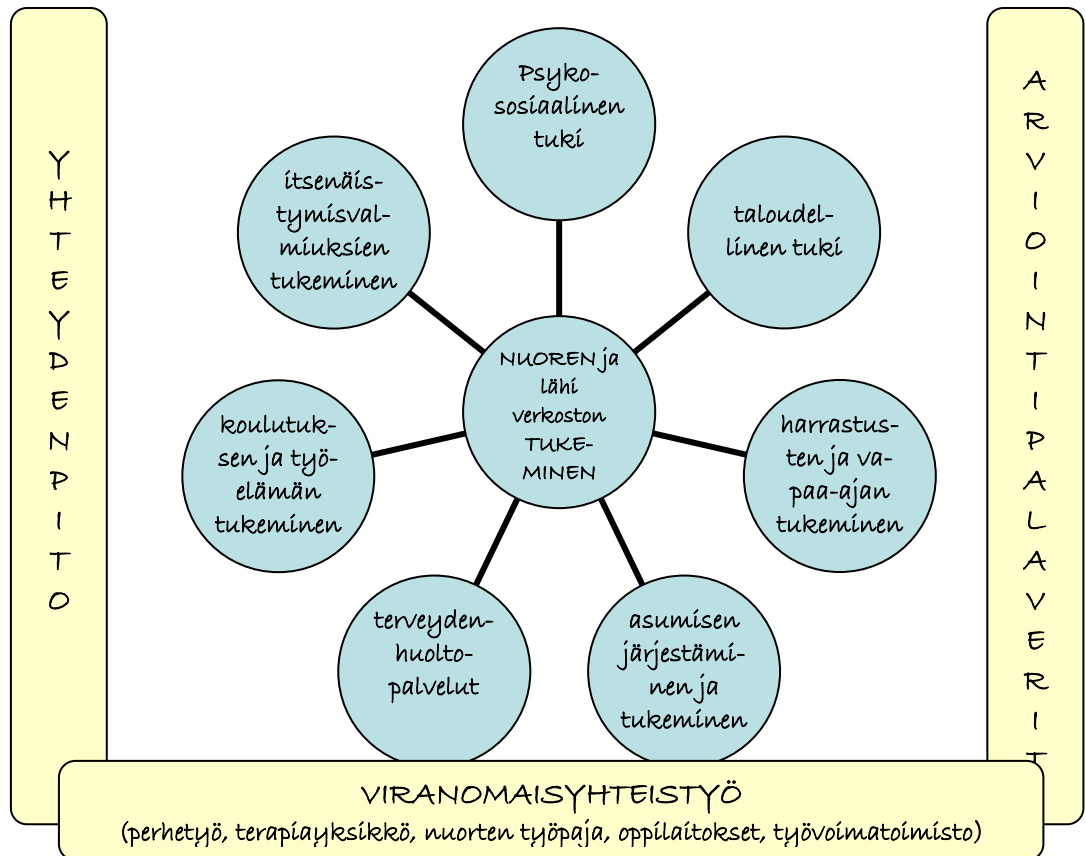 YHTEYDENPITO
Psyko-
sosiaalinen
tuki
itsenäis-
tymisval-
miuksien
tukeminen
taloudel-
linen tuki
NUOREN ja
lähi
verkoston
TUKE-
MINEN
koulutuk-
sen ja työ-
elämän
tukeminen
harrastus-
ten ja va-
paa-ajan
tukeminen
terveyden-
huolto-
palvelut
asumisen
järjestämi-
nen ja
tukeminen
ARVIOINTIPALAVERIT
VIRANOMAISYHTEISTYÖ
(perhetyö, terapiayksikkö, nuorten työpaja, oppilaitokset, työvoimatoimisto)